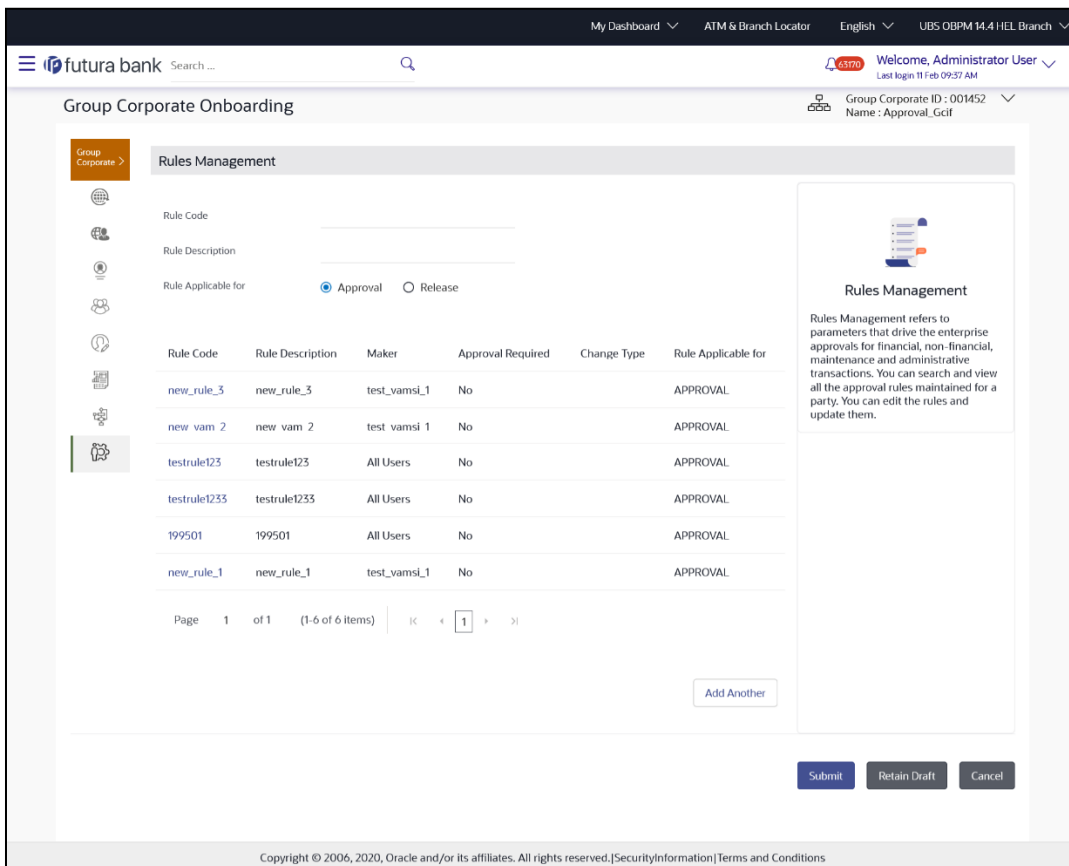 My Dashboard ATM & Branch Locator English UBS OBPM 14.4 HEL Branch
futura bank Search ... 63170 Welcome, Administrator User
Last login 11 Feb 09:37 AM
Group Corporate Onboarding
Group Corporate ID : 001452
Name : Approval_Gcif
Group
Corporate >
Rules Management
Rule Code
Rule Description
Rule Applicable for Approval Release
Rule Code Rule Description Maker Approval Required Change Type Rule Applicable for
new_rule_3 new_rule_3 test_vamsi_1 No APPROVAL
new vam 2 new vam 2 test vamsi 1 No APPROVAL
testrule123 testrule123 All Users No APPROVAL
testrule1233 testrule1233 All Users No APPROVAL
199501 199501 All Users No APPROVAL
new_rule_1 new_rule_1 test_vamsi_1 No APPROVAL
Page 1 of 1 (1-6 of 6 items) 1
Add Another
Rules Management
Rules Management refers to
parameters that drive the enterprise
approvals for financial, non-financial,
maintenance and administrative
transactions. You can search and view
all the approval rules maintained for a
party. You can edit the rules and
update them.
Submit Retain Draft Cancel
Copyright © 2006, 2020, Oracle and/or its affiliates. All rights reserved.|SecurityInformation|Terms and Conditions